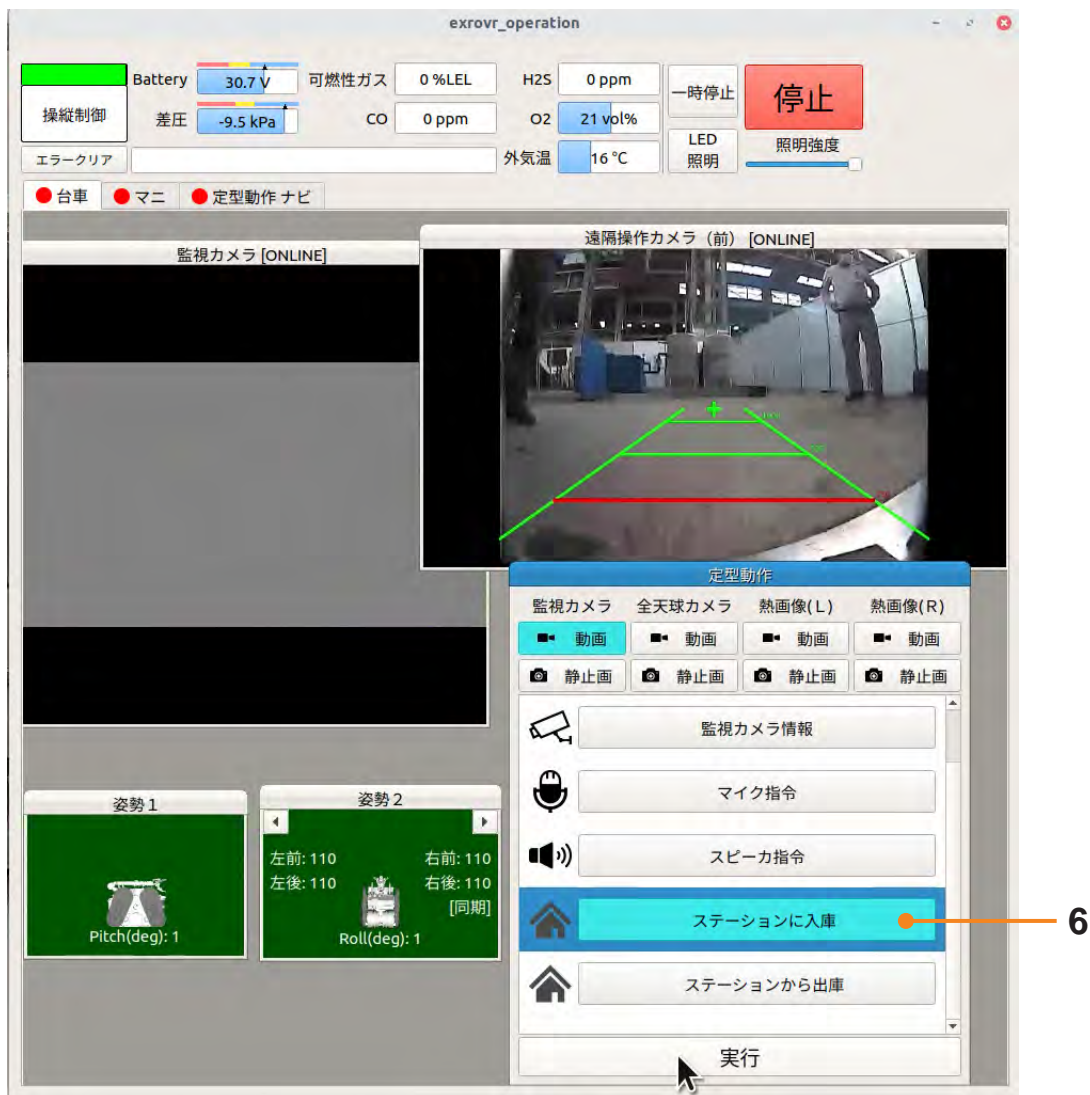 exrovr_operation
Battery 30.7 V 可燃性ガス 0 %LEL H2S 0 ppm 一時停止 停止
操縦制御 差圧 -9.5 kPa CO 0 ppm O2 21 vol%
LED 照明 照明強度
エラークリア 外気温 16 °C
台車 マニ 定型動作 ナビ
監視カメラ [ONLINE]
遠隔操作カメラ（前） [ONLINE]
定型動作
監視カメラ 全天球カメラ 熱画像(L) 熱画像(R)
動画 動画 動画 動画
静止画 静止画 静止画 静止画
監視カメラ情報
マイク指令
スピーカ指令
ステーションに入庫
6
ステーションから出庫
実行
姿勢1
Pitch(deg): 1
姿勢2
左前: 110 右前: 110
左後: 110 右後: 110
[同期]
Roll(deg): 1